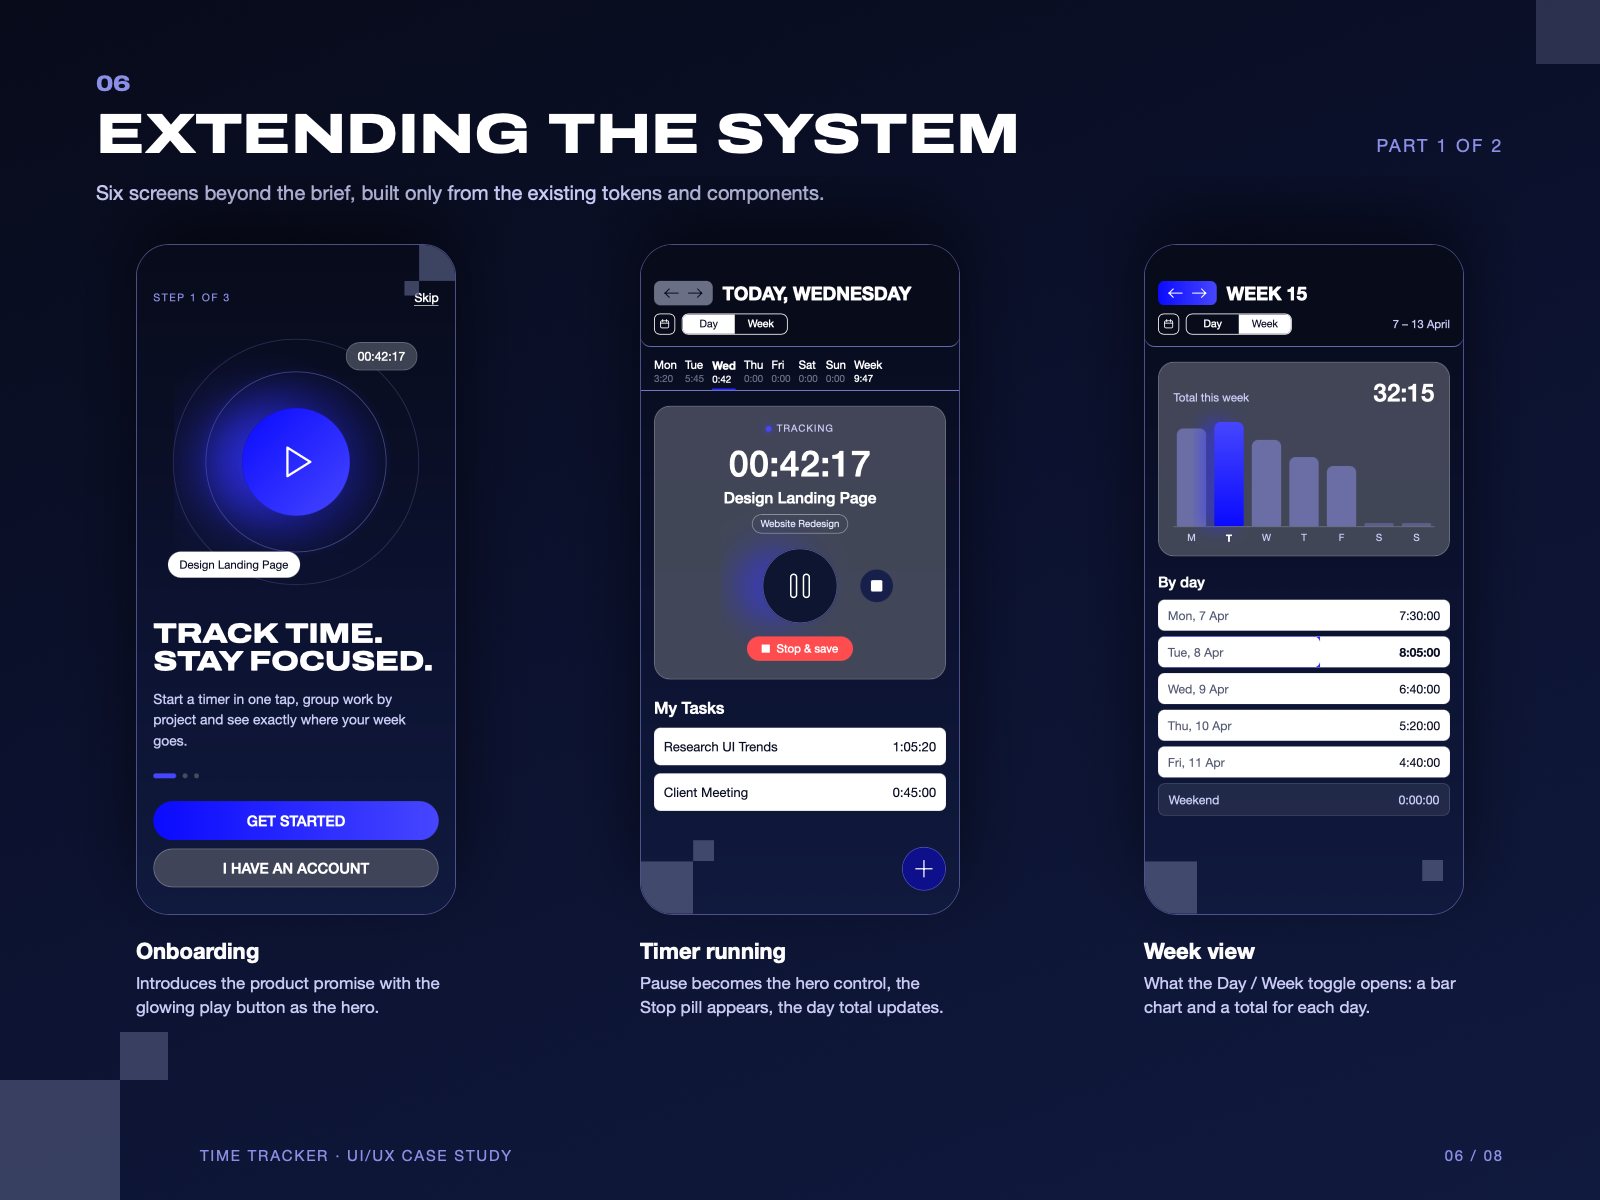 06
EXTENDING THE SYSTEM
PART 1 OF 2
Six screens beyond the brief, built only from the existing tokens and components.
STEP 1 OF 3
Skip
00:42:17
Design Landing Page
TRACK TIME.
STAY FOCUSED.
Start a timer in one tap, group work by
project and see exactly where your week
goes.
GET STARTED
I HAVE AN ACCOUNT
Onboarding
Introduces the product promise with the
glowing play button as the hero.
TODAY, WEDNESDAY
Day Week
Mon Tue Wed Thu Fri Sat Sun Week
3:20 5:45 0:42 0:00 0:00 0:00 0:00 9:47
TRACKING
00:42:17
Design Landing Page
Website Redesign
Stop & save
My Tasks
Research UI Trends 1:05:20
Client Meeting 0:45:00
Timer running
Pause becomes the hero control, the
Stop pill appears, the day total updates.
WEEK 15
Day Week
7 – 13 April
Total this week 32:15
M T W T F S S
By day
Mon, 7 Apr 7:30:00
Tue, 8 Apr 8:05:00
Wed, 9 Apr 6:40:00
Thu, 10 Apr 5:20:00
Fri, 11 Apr 4:40:00
Weekend 0:00:00
Week view
What the Day / Week toggle opens: a bar
chart and a total for each day.
TIME TRACKER · UI/UX CASE STUDY
06 / 08